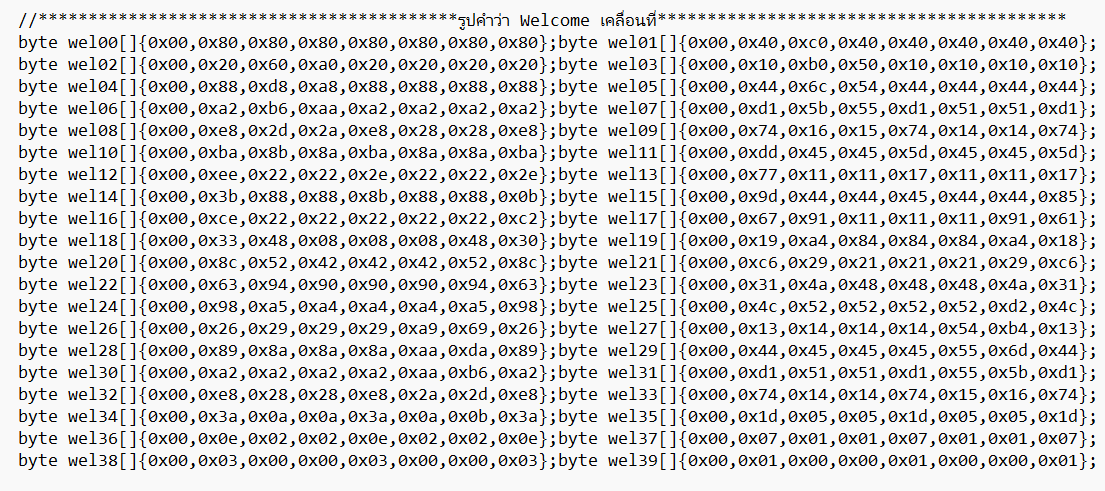 //******************************************รูปคำว่า Welcome เคลื่อนที่*****************************************
byte wel00[]{0x00,0x80,0x80,0x80,0x80,0x80,0x80,0x80};byte wel01[]{0x00,0x40,0xc0,0x40,0x40,0x40,0x40,0x40};
byte wel02[]{0x00,0x20,0x60,0xa0,0x20,0x20,0x20,0x20};byte wel03[]{0x00,0x10,0xb0,0x50,0x10,0x10,0x10,0x10};
byte wel04[]{0x00,0x88,0xd8,0xa8,0x88,0x88,0x88,0x88};byte wel05[]{0x00,0x44,0x6c,0x54,0x44,0x44,0x44,0x44};
byte wel06[]{0x00,0xa2,0xb6,0xaa,0xa2,0xa2,0xa2,0xa2};byte wel07[]{0x00,0xd1,0x5b,0x55,0xd1,0x51,0x51,0xd1};
byte wel08[]{0x00,0xe8,0x2d,0x2a,0xe8,0x28,0x28,0xe8};byte wel09[]{0x00,0x74,0x16,0x15,0x74,0x14,0x14,0x74};
byte wel10[]{0x00,0xba,0x8b,0x8a,0xba,0x8a,0x8a,0xba};byte wel11[]{0x00,0xdd,0x45,0x45,0x5d,0x45,0x45,0x5d};
byte wel12[]{0x00,0xee,0x22,0x22,0x2e,0x22,0x22,0x2e};byte wel13[]{0x00,0x77,0x11,0x11,0x17,0x11,0x11,0x17};
byte wel14[]{0x00,0x3b,0x88,0x88,0x8b,0x88,0x88,0x0b};byte wel15[]{0x00,0x9d,0x44,0x44,0x45,0x44,0x44,0x85};
byte wel16[]{0x00,0xce,0x22,0x22,0x22,0x22,0x22,0xc2};byte wel17[]{0x00,0x67,0x91,0x11,0x11,0x11,0x91,0x61};
byte wel18[]{0x00,0x33,0x48,0x08,0x08,0x08,0x48,0x30};byte wel19[]{0x00,0x19,0xa4,0x84,0x84,0x84,0xa4,0x18};
byte wel20[]{0x00,0x8c,0x52,0x42,0x42,0x42,0x52,0x8c};byte wel21[]{0x00,0xc6,0x29,0x21,0x21,0x21,0x29,0xc6};
byte wel22[]{0x00,0x63,0x94,0x90,0x90,0x90,0x94,0x63};byte wel23[]{0x00,0x31,0x4a,0x48,0x48,0x48,0x4a,0x31};
byte wel24[]{0x00,0x98,0xa5,0xa4,0xa4,0xa4,0xa5,0x98};byte wel25[]{0x00,0x4c,0x52,0x52,0x52,0x52,0xd2,0x4c};
byte wel26[]{0x00,0x26,0x29,0x29,0x29,0xa9,0x69,0x26};byte wel27[]{0x00,0x13,0x14,0x14,0x14,0x54,0xb4,0x13};
byte wel28[]{0x00,0x89,0x8a,0x8a,0x8a,0xaa,0xda,0x89};byte wel29[]{0x00,0x44,0x45,0x45,0x45,0x55,0x6d,0x44};
byte wel30[]{0x00,0xa2,0xa2,0xa2,0xa2,0xaa,0xb6,0xa2};byte wel31[]{0x00,0xd1,0x51,0x51,0xd1,0x55,0x5b,0xd1};
byte wel32[]{0x00,0xe8,0x28,0x28,0xe8,0x2a,0x2d,0xe8};byte wel33[]{0x00,0x74,0x14,0x14,0x74,0x15,0x16,0x74};
byte wel34[]{0x00,0x3a,0x0a,0x0a,0x3a,0x0a,0x0b,0x3a};byte wel35[]{0x00,0x1d,0x05,0x05,0x1d,0x05,0x05,0x1d};
byte wel36[]{0x00,0x0e,0x02,0x02,0x0e,0x02,0x02,0x0e};byte wel37[]{0x00,0x07,0x01,0x01,0x07,0x01,0x01,0x07};
byte wel38[]{0x00,0x03,0x00,0x00,0x03,0x00,0x00,0x03};byte wel39[]{0x00,0x01,0x00,0x00,0x01,0x00,0x00,0x01};